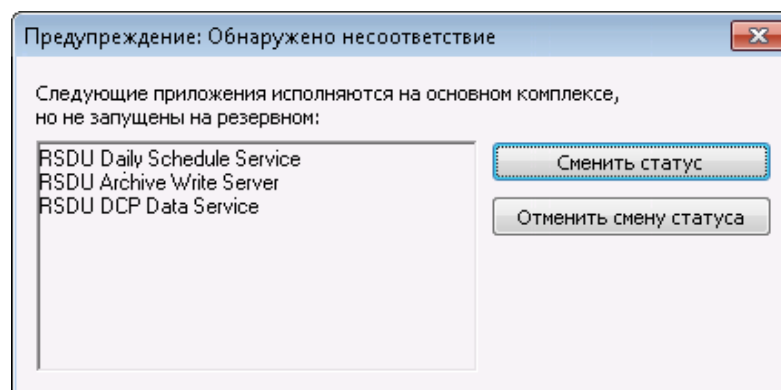 Предупреждение: Обнаружено несоответствие
Следующие приложения исполняются на основном комплексе,
но не запущены на резервном:
RSDU Daily Schedule Service
RSDU Archive Write Server
RSDU DCP Data Service
Сменить статус
Отменить смену статуса